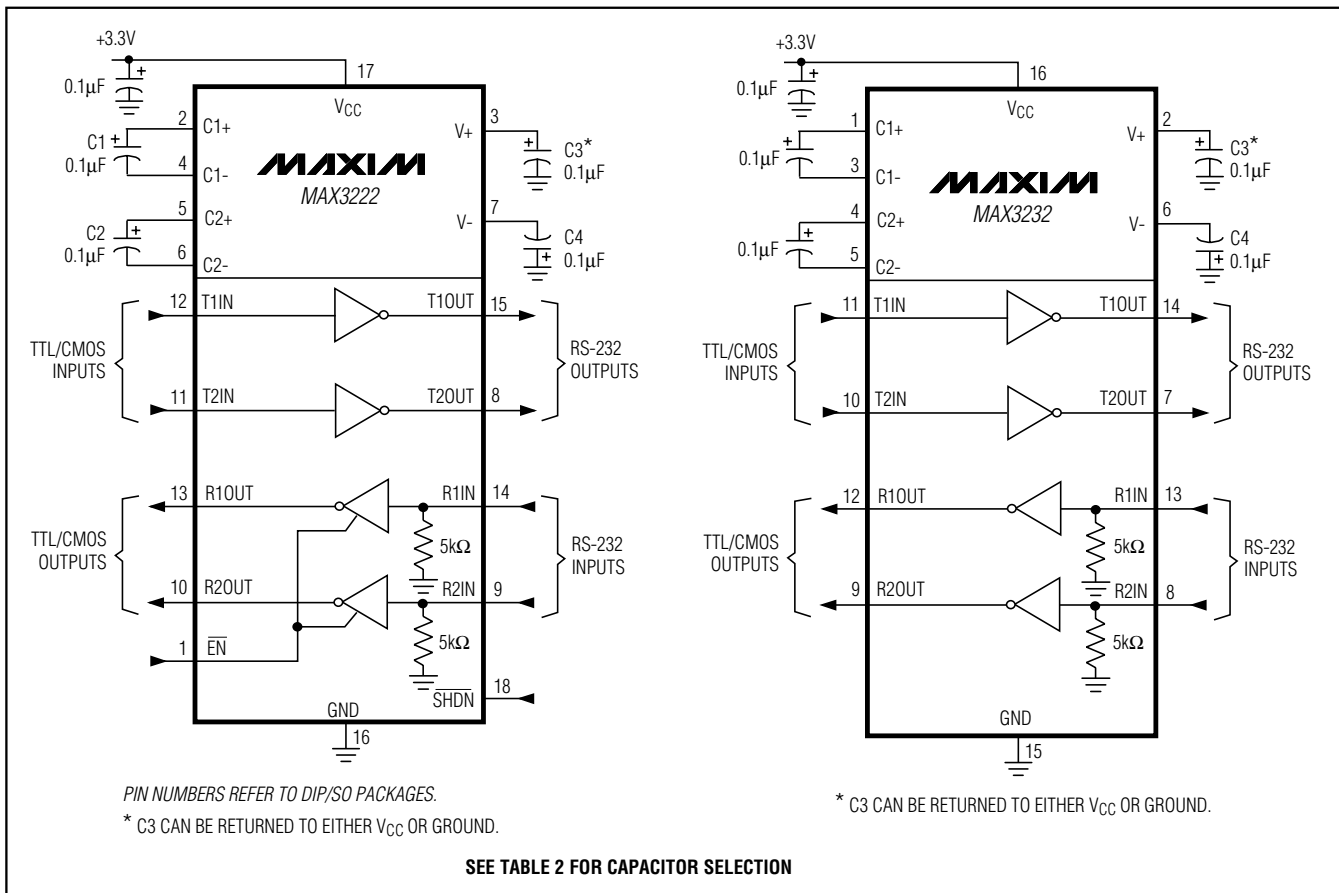 +3.3V
0.1µF
+
17
VCC
2
C1+
C1
+
0.1µF
4
C1-
5
C2+
C2
+
0.1µF
6
C2-
MAXIM
MAX3222
V+
3
+
C3*
0.1µF
V-
7
C4
+
0.1µF
TTL/CMOS
INPUTS
12
T1IN
T1OUT
15
11
T2IN
T2OUT
8
RS-232
OUTPUTS
TTL/CMOS
OUTPUTS
13
R1OUT
R1IN
14
5kΩ
10
R2OUT
R2IN
9
5kΩ
RS-232
INPUTS
1
EN
SHDN
18
GND
16
PIN NUMBERS REFER TO DIP/SO PACKAGES.
* C3 CAN BE RETURNED TO EITHER VCC OR GROUND.
+3.3V
0.1µF
+
16
VCC
1
C1+
+
0.1µF
3
C1-
4
C2+
+
0.1µF
5
C2-
MAXIM
MAX3232
V+
2
+
C3*
0.1µF
V-
6
C4
+
0.1µF
TTL/CMOS
INPUTS
11
T1IN
T1OUT
14
10
T2IN
T2OUT
7
RS-232
OUTPUTS
TTL/CMOS
OUTPUTS
12
R1OUT
R1IN
13
5kΩ
9
R2OUT
R2IN
8
5kΩ
RS-232
INPUTS
GND
15
* C3 CAN BE RETURNED TO EITHER VCC OR GROUND.
SEE TABLE 2 FOR CAPACITOR SELECTION